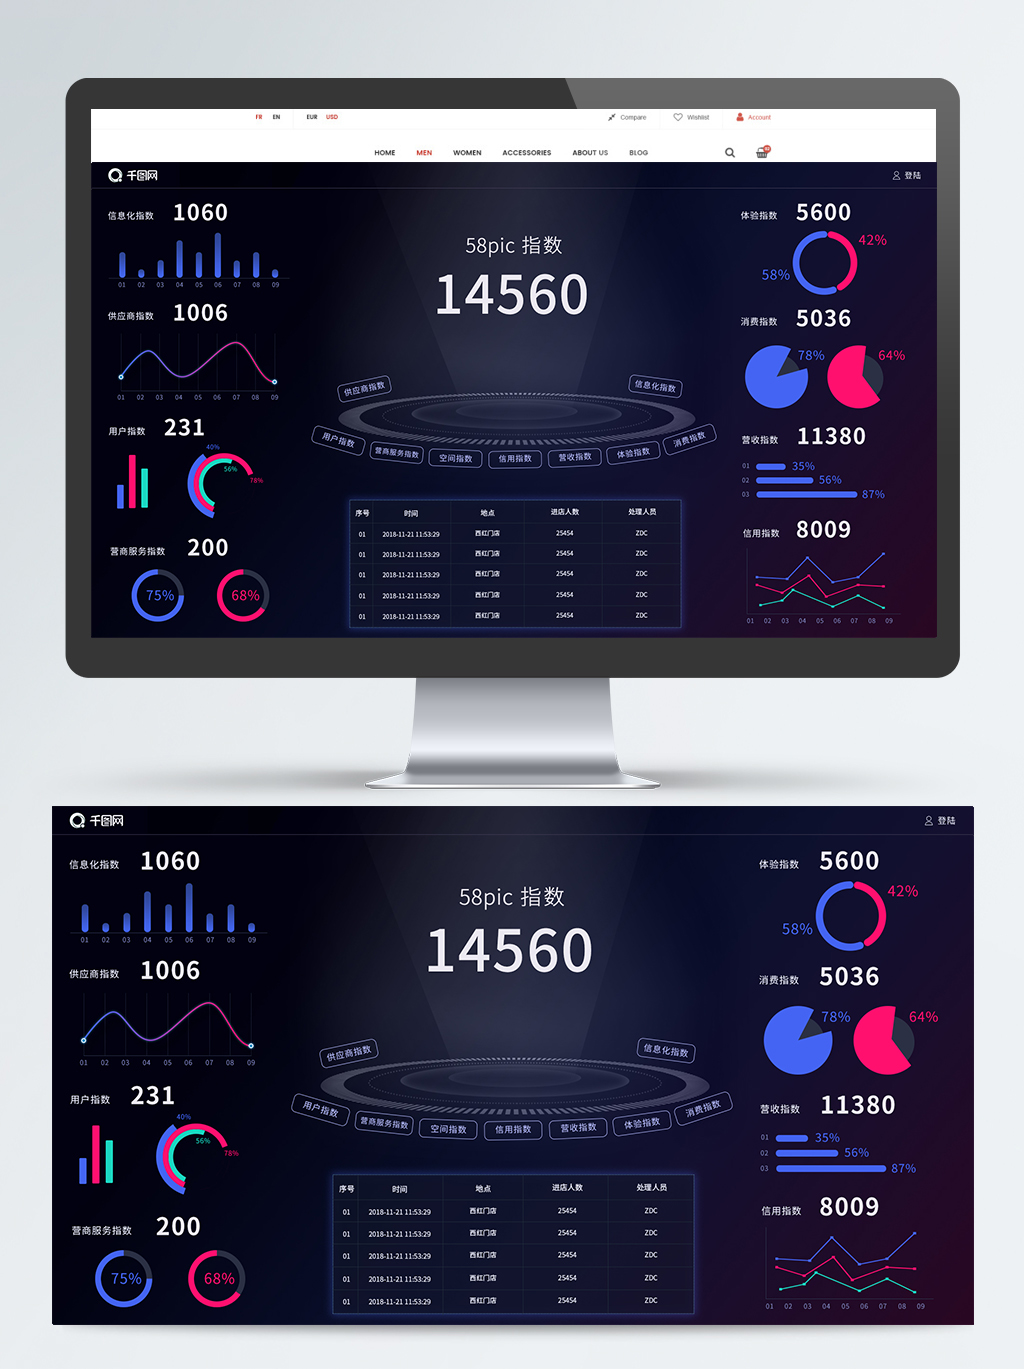 FR EN EUR USD Compare Wishlist Account
HOME MEN WOMEN ACCESSORIES ABOUT US BLOG
千图网 登陆
信息化指数 1060
01 02 03 04 05 06 07 08 09
供应商指数 1006
01 02 03 04 05 06 07 08 09
用户指数 231
40%
56%
78%
营商服务指数 200
75% 68%
58pic 指数
14560
供应商指数 信息化指数
用户指数 营商服务指数 空间指数 信用指数 营收指数 体验指数 消费指数
序号 时间 地点 进店人数 处理人员
01 2018-11-21 11:53:29 西红门店 25454 ZDC
01 2018-11-21 11:53:29 西红门店 25454 ZDC
01 2018-11-21 11:53:29 西红门店 25454 ZDC
01 2018-11-21 11:53:29 西红门店 25454 ZDC
01 2018-11-21 11:53:29 西红门店 25454 ZDC
体验指数 5600
42%
58%
消费指数 5036
78% 64%
营收指数 11380
01 35%
02 56%
03 87%
信用指数 8009
01 02 03 04 05 06 07 08 09
千图网 登陆
信息化指数 1060
01 02 03 04 05 06 07 08 09
供应商指数 1006
01 02 03 04 05 06 07 08 09
用户指数 231
40%
56%
78%
营商服务指数 200
75% 68%
58pic 指数
14560
供应商指数 信息化指数
用户指数 营商服务指数 空间指数 信用指数 营收指数 体验指数 消费指数
序号 时间 地点 进店人数 处理人员
01 2018-11-21 11:53:29 西红门店 25454 ZDC
01 2018-11-21 11:53:29 西红门店 25454 ZDC
01 2018-11-21 11:53:29 西红门店 25454 ZDC
01 2018-11-21 11:53:29 西红门店 25454 ZDC
01 2018-11-21 11:53:29 西红门店 25454 ZDC
体验指数 5600
42%
58%
消费指数 5036
78% 64%
营收指数 11380
01 35%
02 56%
03 87%
信用指数 8009
01 02 03 04 05 06 07 08 09